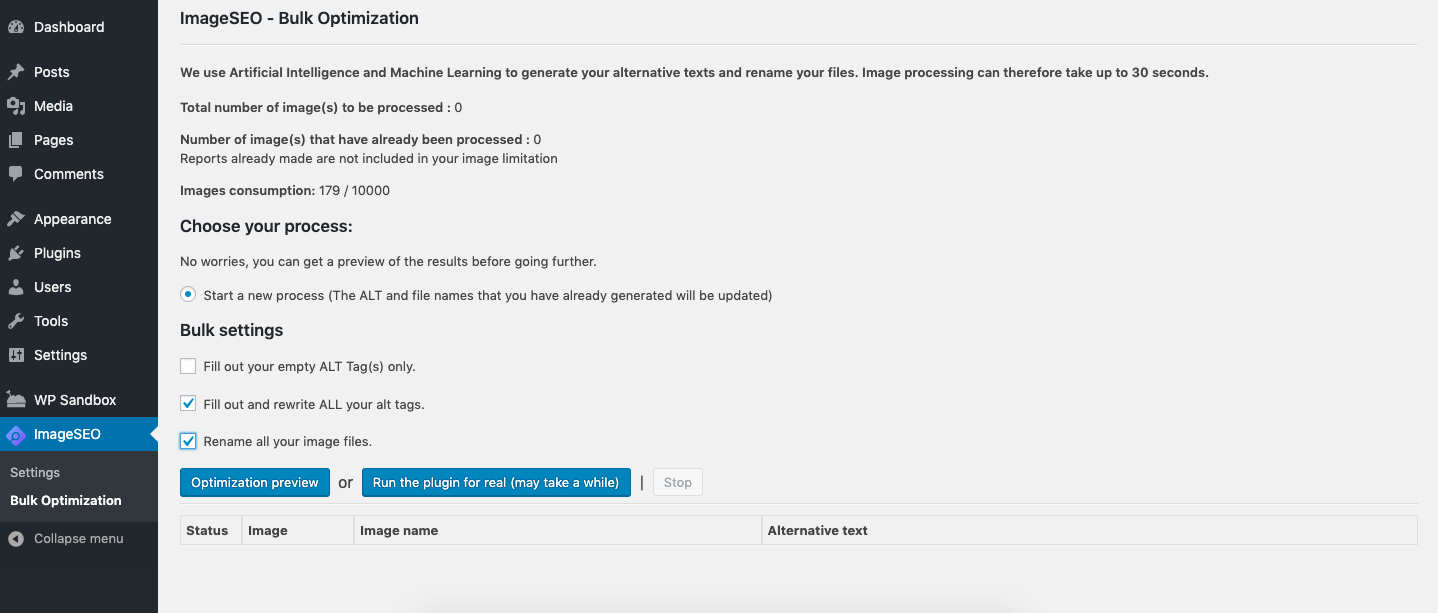 Dashboard
Posts
Media
Pages
Comments
Appearance
Plugins
Users
Tools
Settings
WP Sandbox
ImageSEO
Settings
Bulk Optimization
Collapse menu
ImageSEO - Bulk Optimization
We use Artificial Intelligence and Machine Learning to generate your alternative texts and rename your files. Image processing can therefore take up to 30 seconds.
Total number of image(s) to be processed : 0
Number of image(s) that have already been processed : 0
Reports already made are not included in your image limitation
Images consumption: 179 / 10000
Choose your process:
No worries, you can get a preview of the results before going further.
Start a new process (The ALT and file names that you have already generated will be updated)
Bulk settings
Fill out your empty ALT Tag(s) only.
Fill out and rewrite ALL your alt tags.
Rename all your image files.
Optimization preview or Run the plugin for real (may take a while) | Stop
Status Image Image name Alternative text